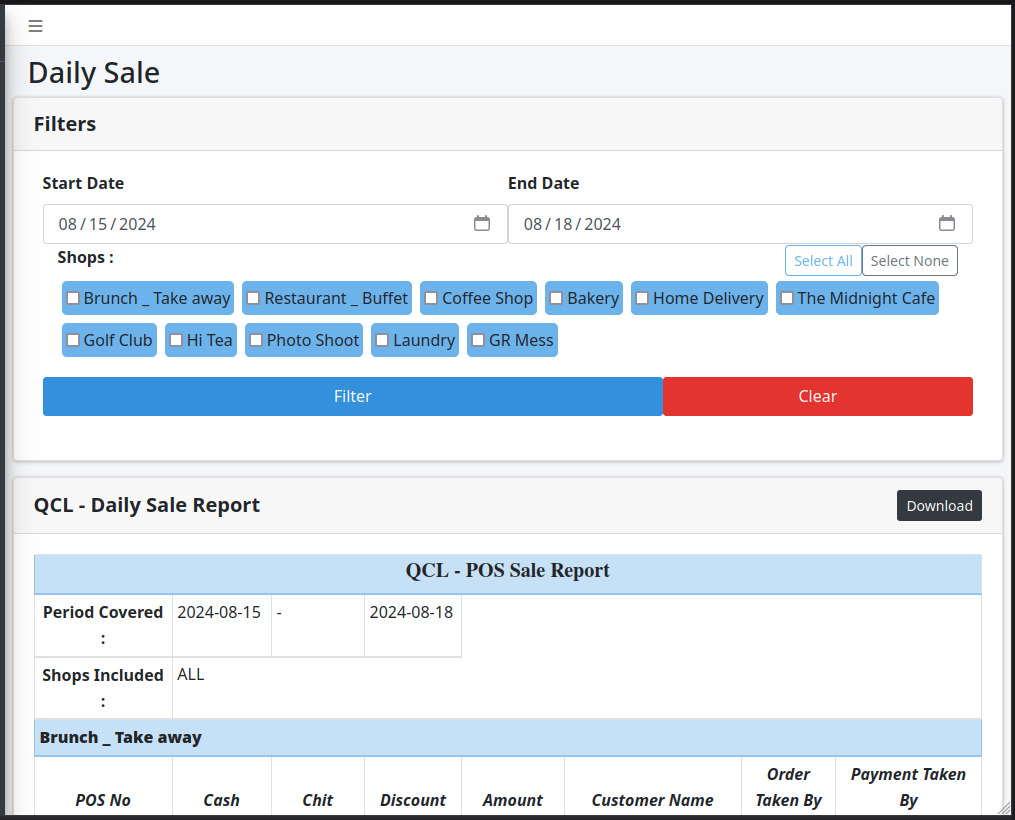 Daily Sale
Filters
Start Date End Date
08/15/2024 08/18/2024
Shops : Select All Select None
Brunch _ Take away Restaurant _ Buffet Coffee Shop Bakery Home Delivery The Midnight Cafe
Golf Club Hi Tea Photo Shoot Laundry GR Mess
Filter Clear
QCL - Daily Sale Report Download
QCL - POS Sale Report
Period Covered 2024-08-15 - 2024-08-18
:
Shops Included ALL
:
Brunch _ Take away
Order Payment Taken
POS No Cash Chit Discount Amount Customer Name Taken By By